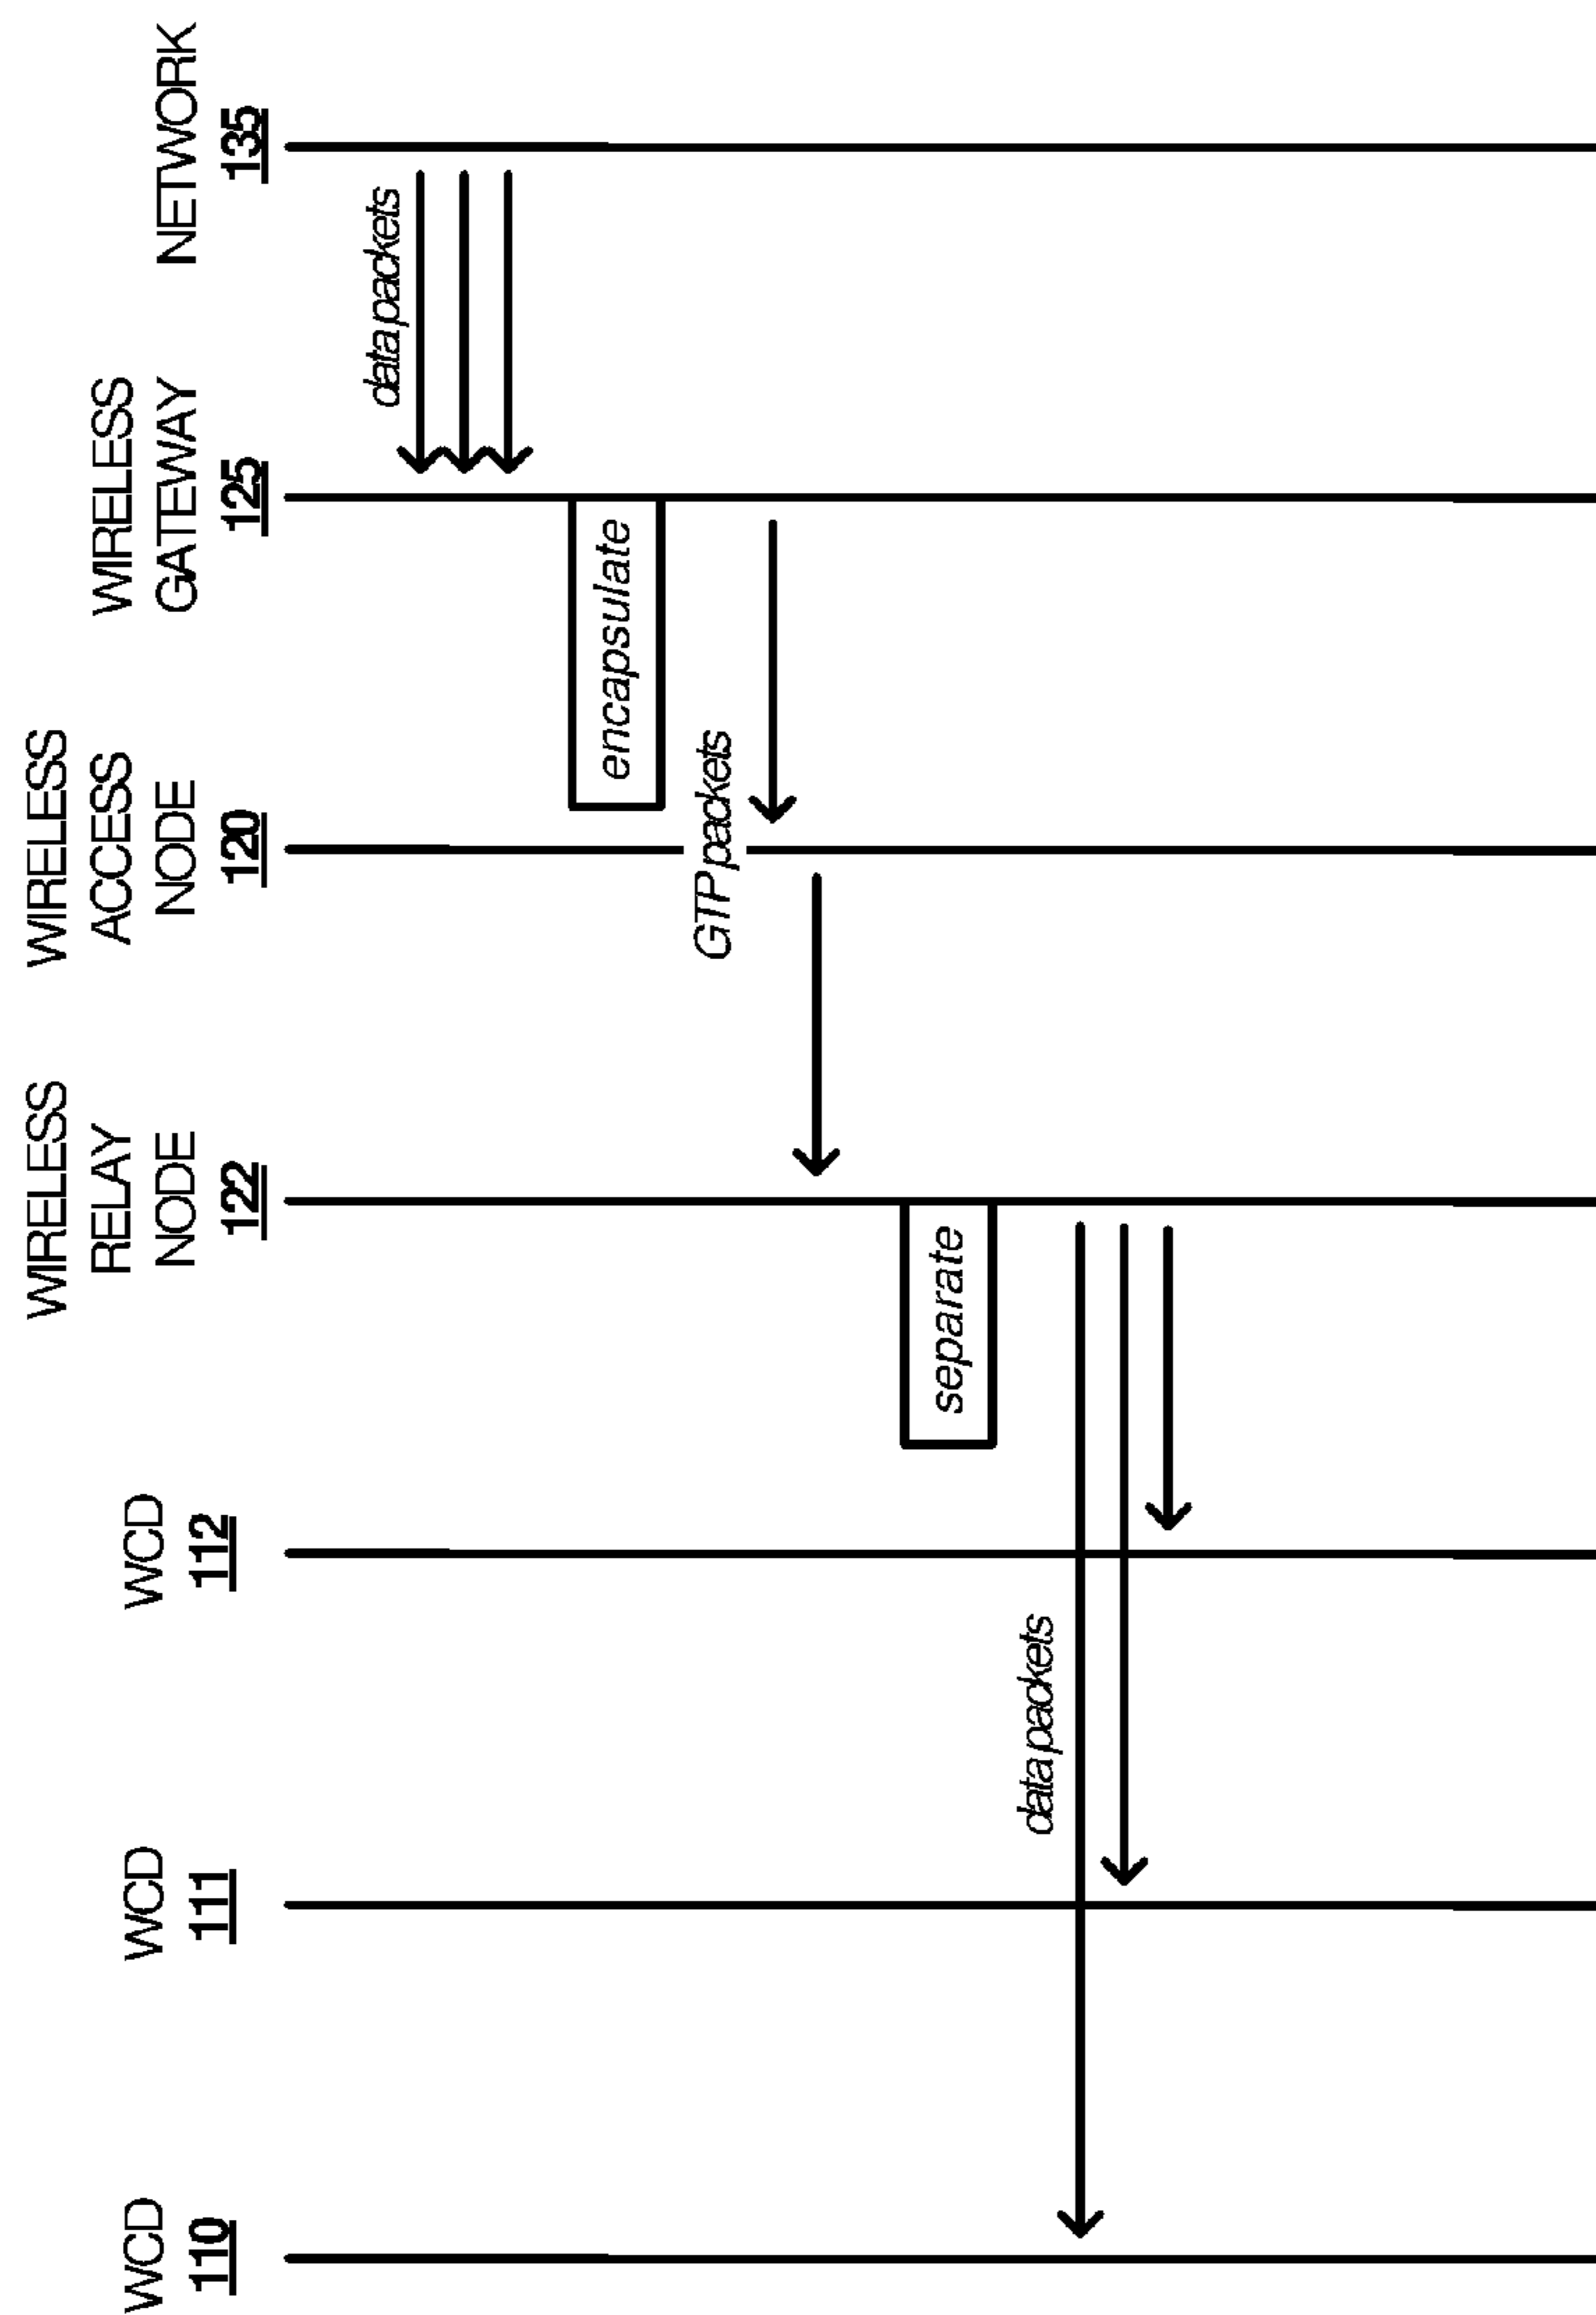 WCD
110
WCD
111
WCD
112
WIRELESS
RELAY
NODE
122
WIRELESS
ACCESS
NODE
120
WIRELESS
GATEWAY
125
NETWORK
135
data packets
encapsulate
GTP packets
separate
data packets